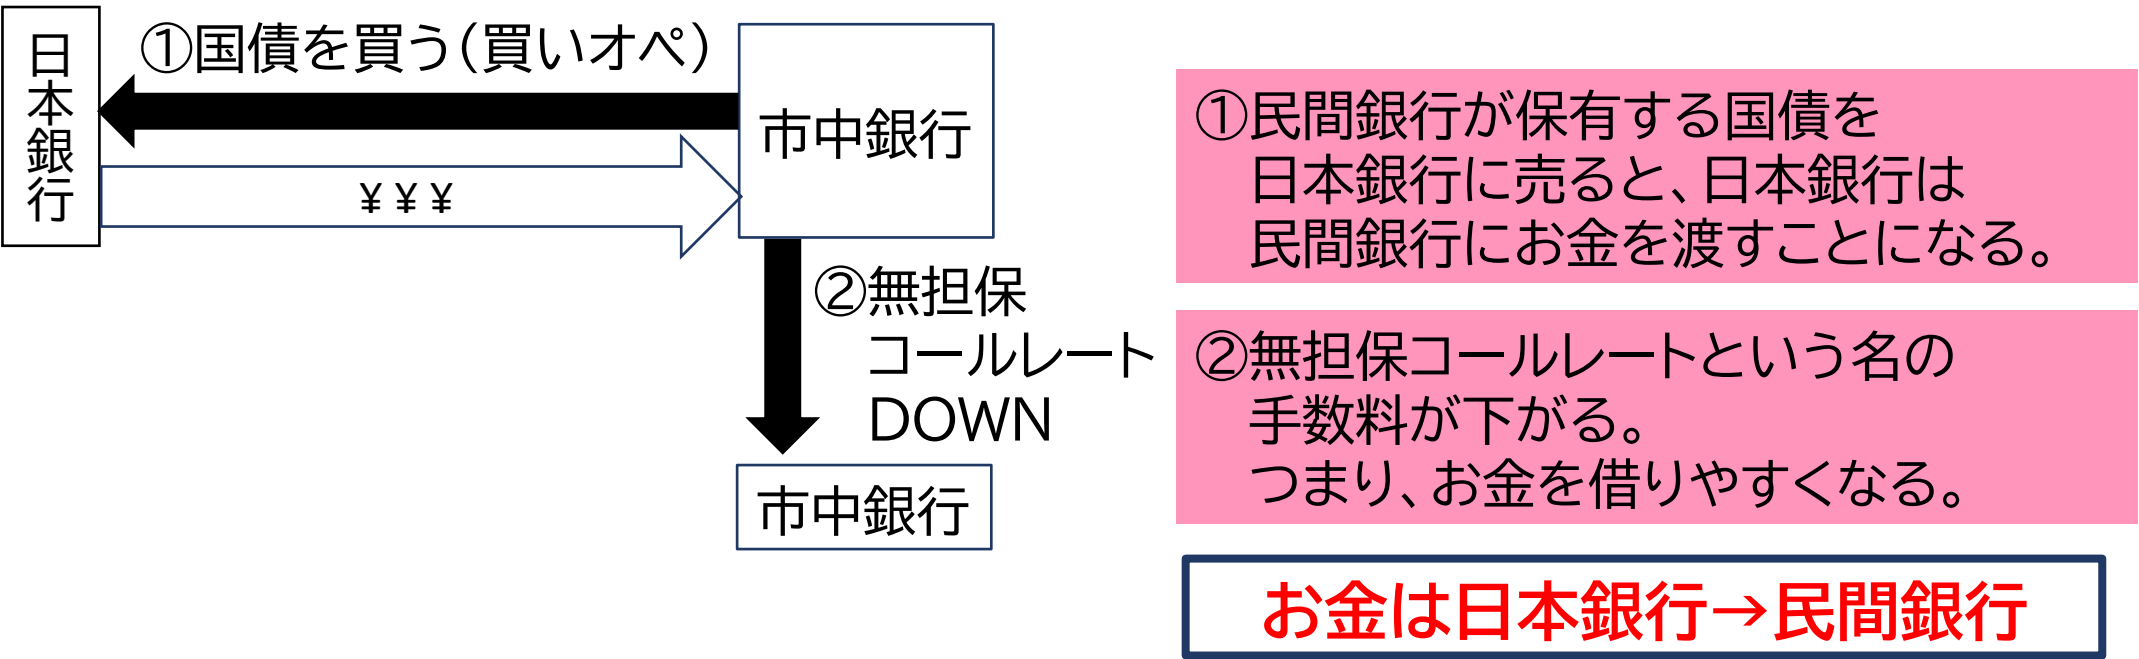 日本銀行
①国債を買う(買いオペ)
¥¥¥
市中銀行
②無担保
コールレート
DOWN
市中銀行
①民間銀行が保有する国債を
日本銀行に売ると、日本銀行は
民間銀行にお金を渡すことになる。
②無担保コールレートという名の
手数料が下がる。
つまり、お金を借りやすくなる。
お金は日本銀行→民間銀行